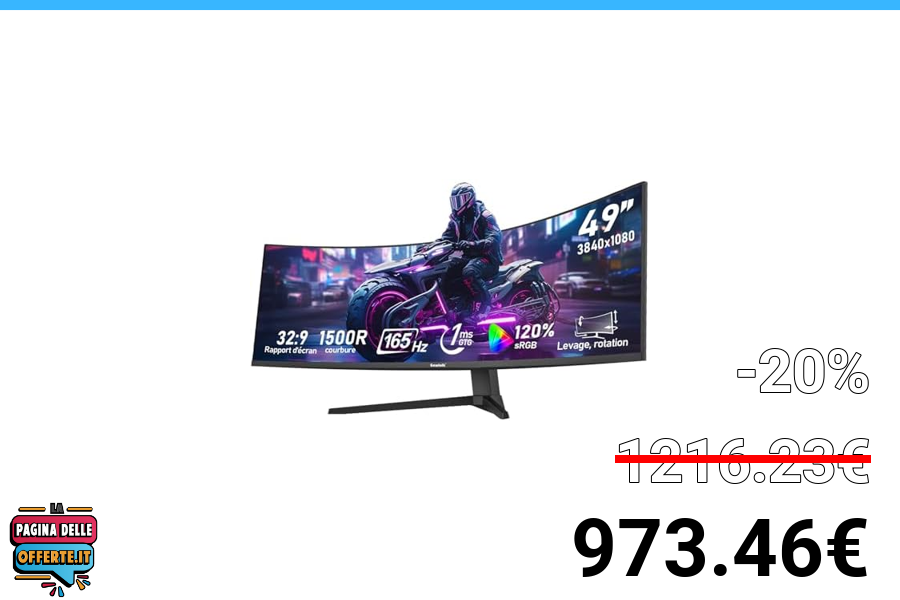 49”
3840x1080
32:9
Rapport d'écran
1500R
courbure
165Hz
1ms
GTG
120%
sRGB
Levage, rotation
-20%
1216.23€
973.46€
LA
PAGINA DELLE
OFFERTE.IT